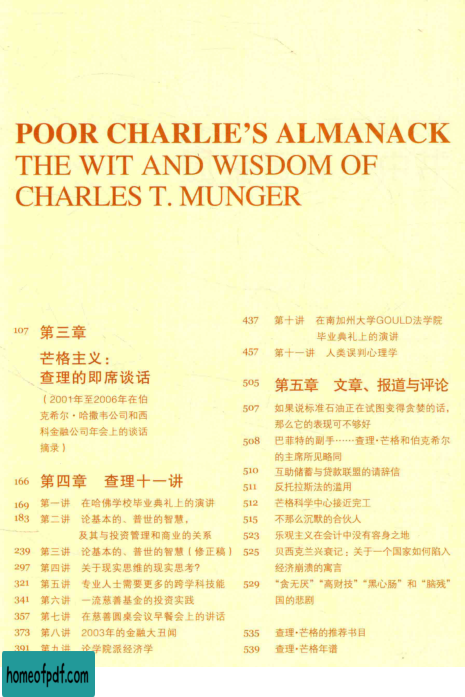 POOR CHARLIE'S ALMANACK
THE WIT AND WISDOM OF
CHARLES T. MUNGER
107 第三章
芒格主义:
查理的即席谈话
(2001年至2006年在伯
克希尔·哈撒韦公司和西
科金融公司年会上的谈话
摘录)
166 第四章 查理十一讲
169 第一讲 在哈佛学校毕业典礼上的演讲
183 第二讲 论基本的、普世的智慧,
及其与投资管理和商业的关系
239 第三讲 论基本的、普世的智慧(修正稿)
297 第四讲 关于现实思维的现实思考?
321 第五讲 专业人士需要更多的跨学科技能
341 第六讲 一流慈善基金的投资实践
357 第七讲 在慈善圆桌会议早餐会上的讲话
373 第八讲 2003年的金融大丑闻
391 第九讲 论学院派经济学
437 第十讲 在南加州大学GOULD法学院
毕业典礼上的演讲
457 第十一讲 人类误判心理学
505 第五章 文章、报道与评论
507 如果说标准石油正在试图变得贪婪的话,
那么它的表现可不够好
508 巴菲特的副手……查理·芒格和伯克希尔
的主席所见略同
510 互助储蓄与贷款联盟的请辞信
511 反托拉斯法的滥用
512 芒格科学中心接近完工
515 不那么沉默的合伙人
523 乐观主义在会计中没有容身之地
525 贝西克兰兴衰记:关于一个国家如何陷入
经济崩溃的寓言
529 “贪无厌”“高财技”“黑心肠”和“脑残”
国的悲剧
535 查理·芒格的推荐书目
539 查理·芒格年谱
homeofpdf.com